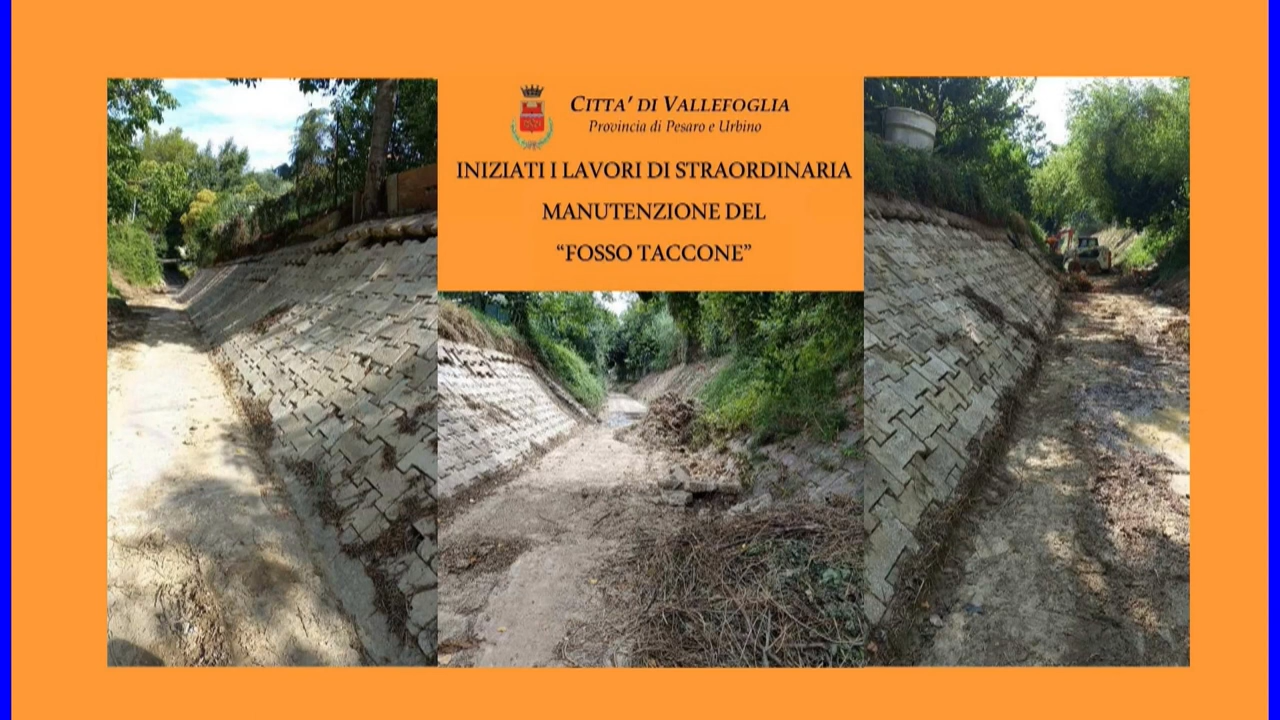 CITTA' DI VALLEFOGLIA
Provincia di Pesaro e Urbino
INIZIATI I LAVORI DI STRAORDINARIA
MANUTENZIONE DEL
“FOSSO TACCONE”